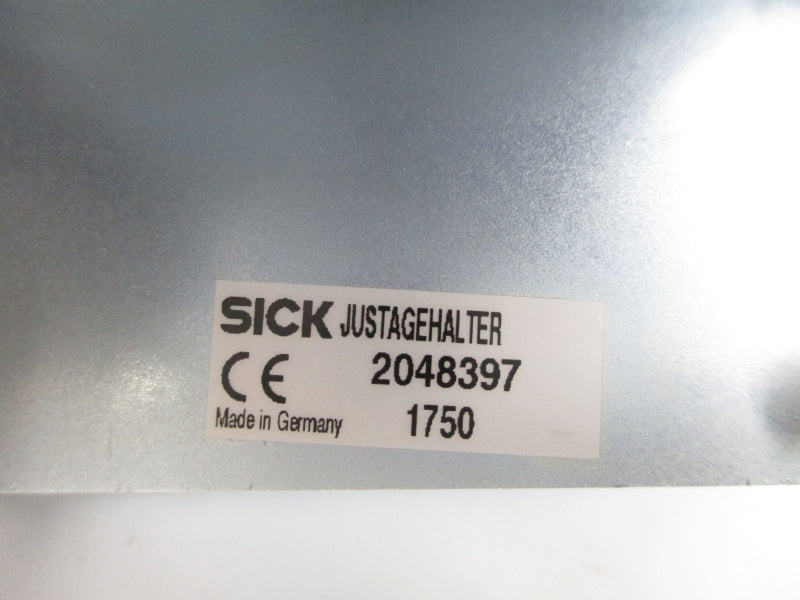 SICK JUSTAGEHALTER
CE 2048397
Made in Germany 1750